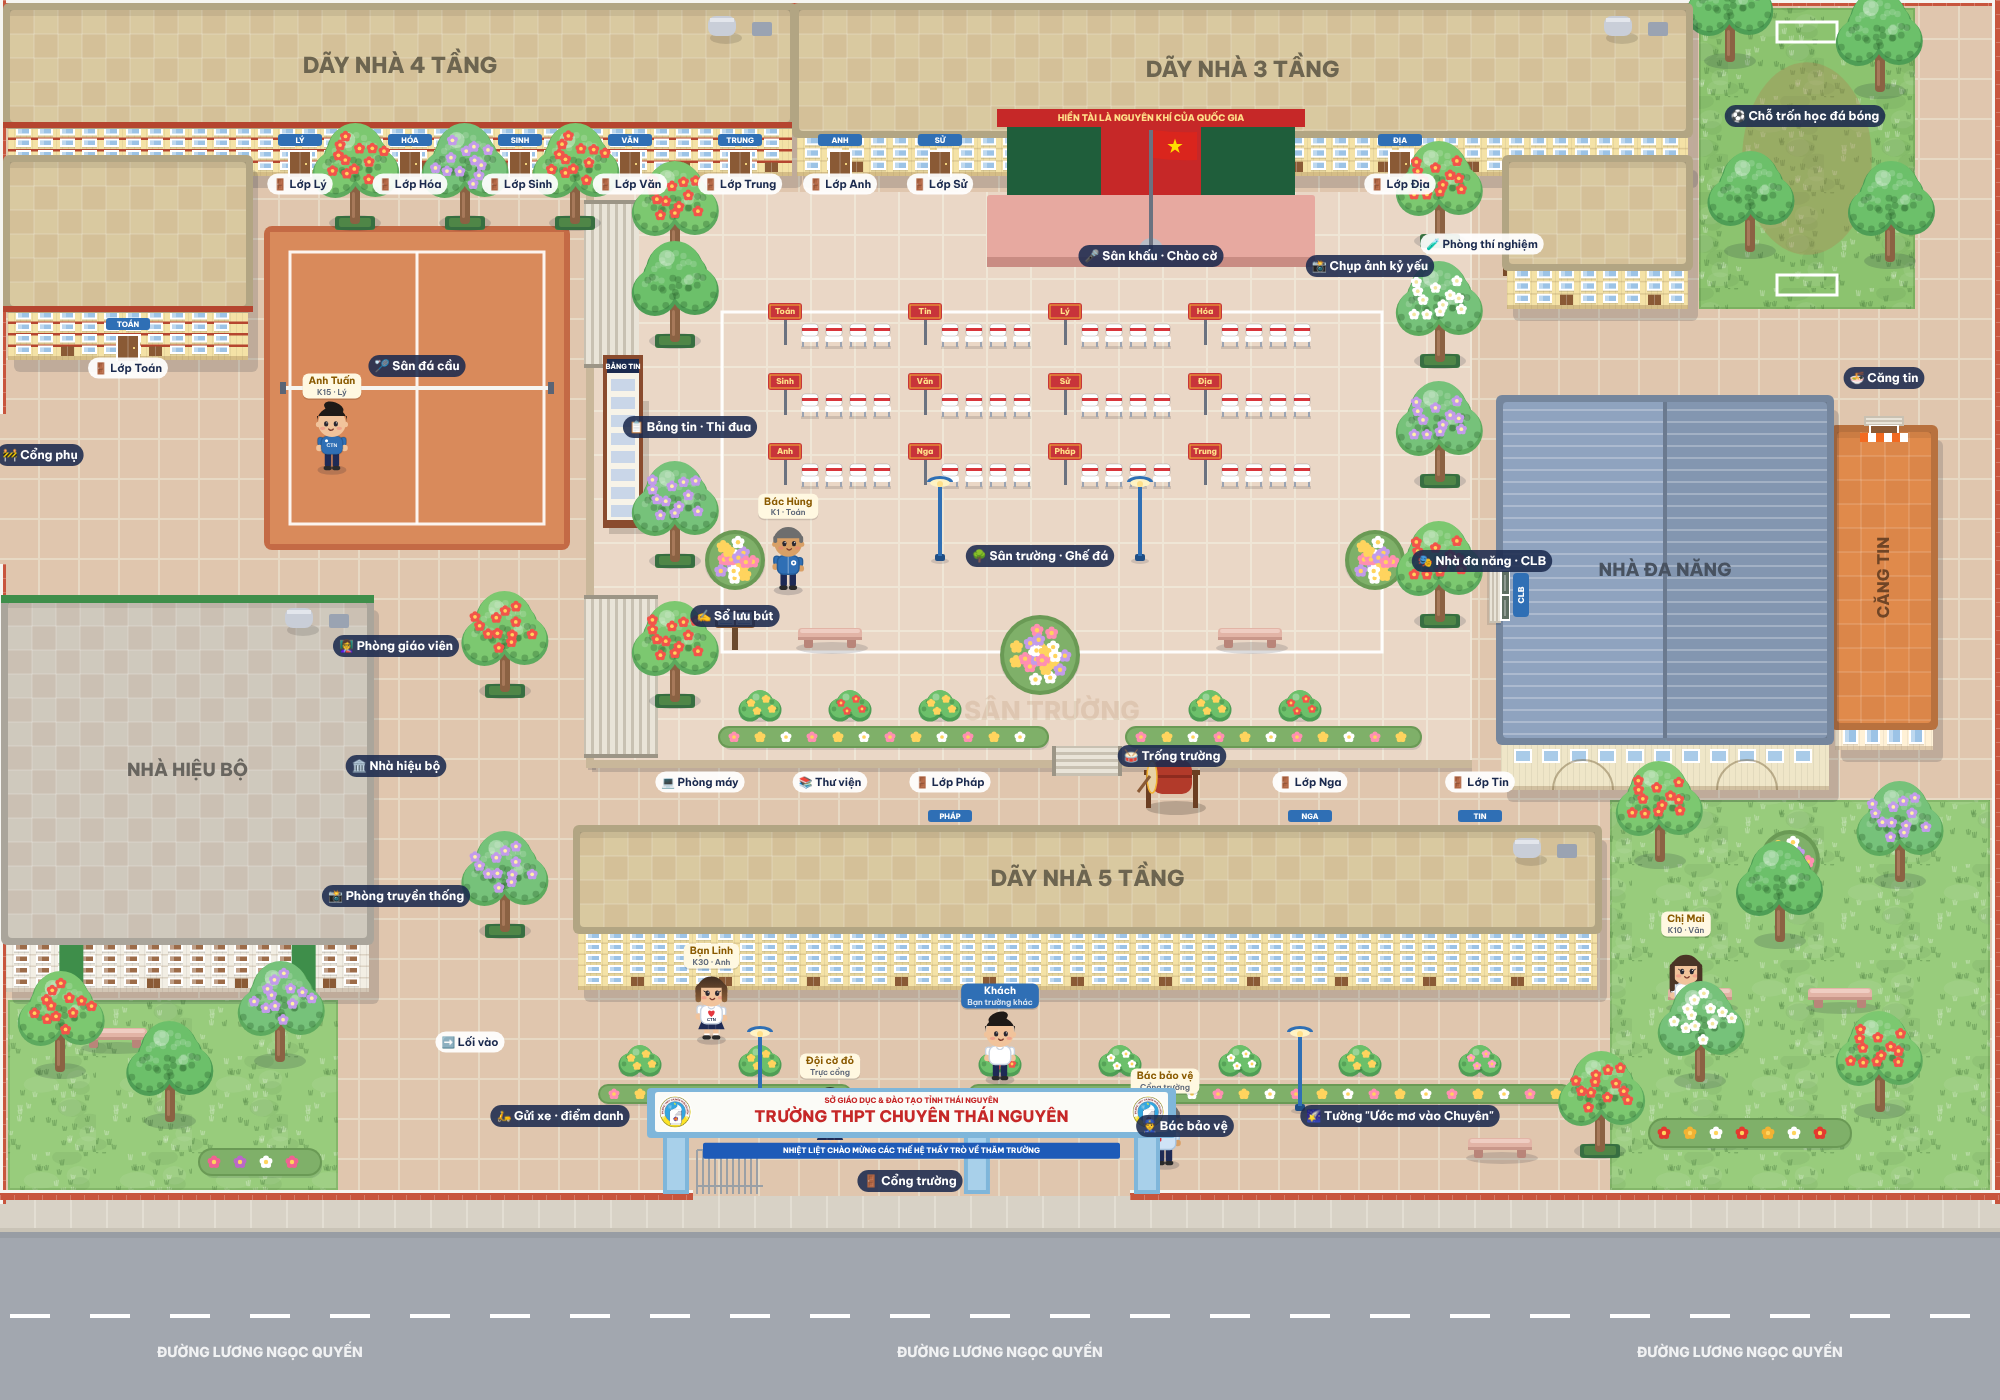 DÃY NHÀ 4 TẦNG
DÃY NHÀ 3 TẦNG
HIỀN TÀI LÀ NGUYÊN KHÍ CỦA QUỐC GIA
Chỗ trốn học đá bóng
LÝ
HÓA
SINH
VĂN
TRUNG
ANH
SỬ
ĐỊA
Lớp Lý
Lớp Hóa
Lớp Sinh
Lớp Văn
Lớp Trung
Lớp Anh
Lớp Sử
Lớp Địa
Phòng thí nghiệm
Sân khấu · Chào cờ
Chụp ảnh kỷ yếu
TOÁN
Lớp Toán
Sân đá cầu
Anh Tuấn
K15 · Lý
CTN
BẢNG TIN
Bảng tin · Thi đua
Toán
Tin
Lý
Hóa
Sinh
Văn
Sử
Địa
Anh
Nga
Pháp
Trung
Căng tin
Cổng phụ
Bác Hùng
K1 · Toán
Sân trường · Ghế đá
Nhà đa năng · CLB
NHÀ ĐA NĂNG
CLB
CĂNG TIN
Sổ lưu bút
Phòng giáo viên
SÂN TRƯỜNG
NHÀ HIỆU BỘ
Nhà hiệu bộ
Trống trường
Phòng máy
Thư viện
Lớp Pháp
Lớp Nga
Lớp Tin
PHÁP
NGA
TIN
DÃY NHÀ 5 TẦNG
Phòng truyền thống
Chị Mai
K10 · Văn
Bạn Linh
K30 · Anh
CTN
Khách
Bạn trường khác
Lối vào
Đội cờ đỏ
Trực cổng
Bác bảo vệ
Cổng trường
SỞ GIÁO DỤC & ĐÀO TẠO TỈNH THÁI NGUYÊN
TRƯỜNG THPT CHUYÊN THÁI NGUYÊN
Gửi xe · điểm danh
Bác bảo vệ
Tường "Ước mơ vào Chuyên"
NHIỆT LIỆT CHÀO MỪNG CÁC THẾ HỆ THẦY TRÒ VỀ THĂM TRƯỜNG
Cổng trường
ĐƯỜNG LƯƠNG NGỌC QUYẾN
ĐƯỜNG LƯƠNG NGỌC QUYẾN
ĐƯỜNG LƯƠNG NGỌC QUYẾN